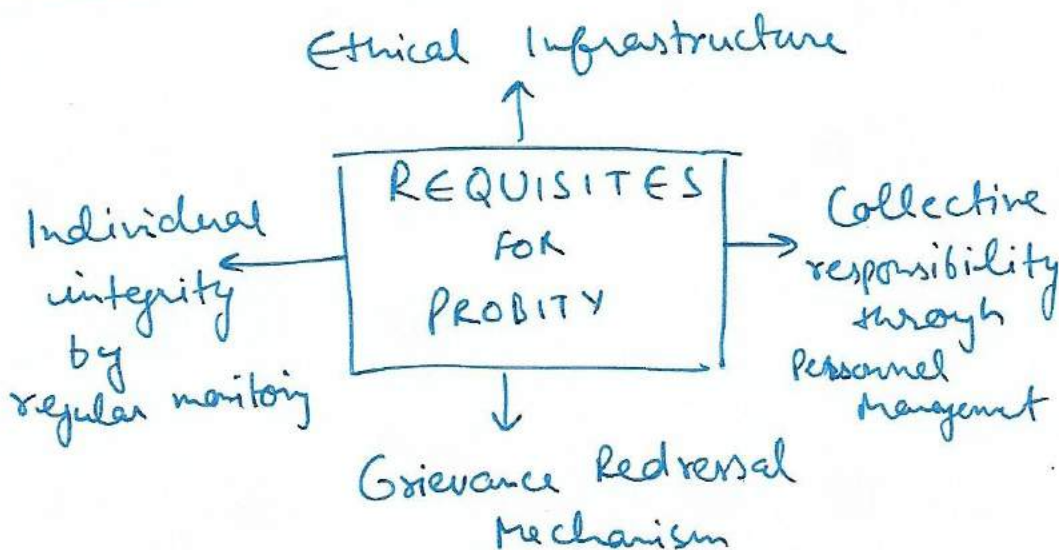 Ethical Infrastructure
REQUISITES
FOR
PROBITY
Individual
integrity
by
regular monitoring
Collective
responsibility
through
Personnel
Management
Grievance Redressal
Mechanism